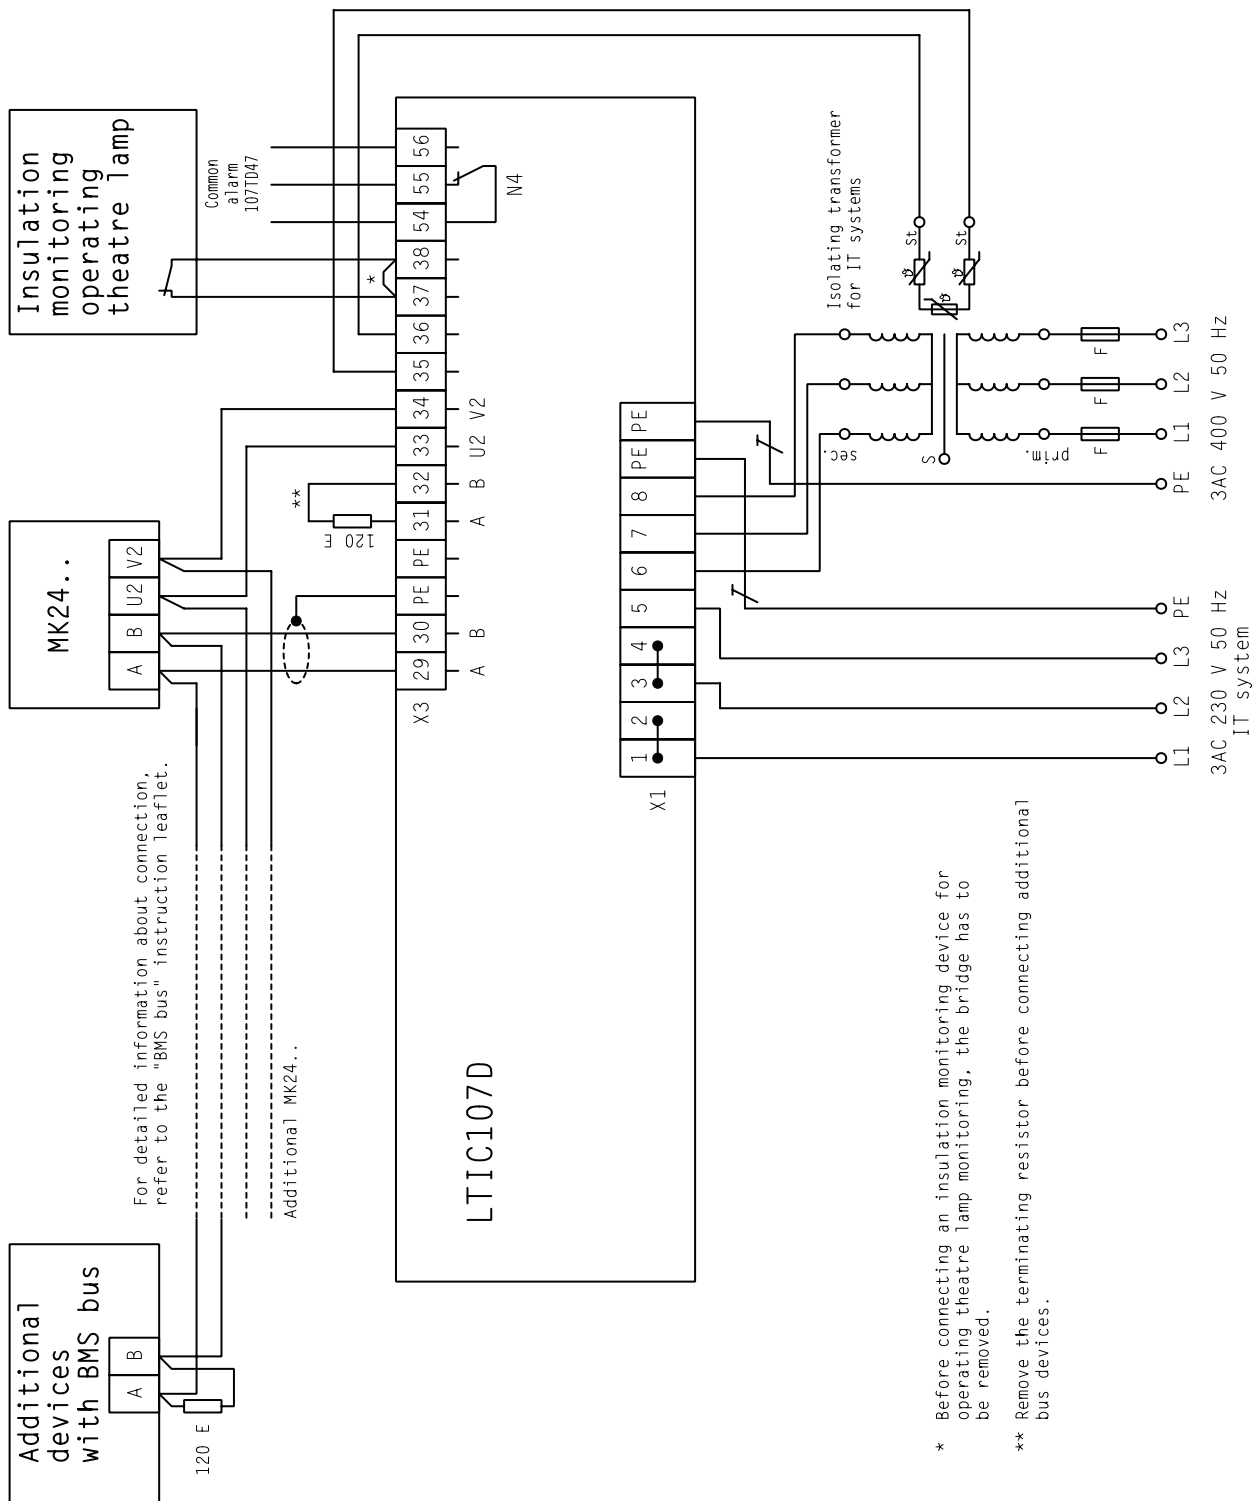 Additional
devices
with BMS bus
A
B
120 E
For detailed information about connection,
refer to the "BMS bus" instruction leaflet.
Additional MK24..
MK24..
A
B
U2
V2
Insulation
monitoring
operating
theatre lamp
Common
alarm
107TD47
LTIC107D
X3
29
30
PE
PE
31
32
33
34
35
36
37
38
54
55
56
A
B
A
B
U2
V2
N4
*
**
120 E
X1
1
2
3
4
5
6
7
8
PE
PE
Isolating transformer
for IT systems
St
St
ϑ
ϑ
ϑ
sec.
S
prim.
F
F
F
L1
L2
L3
PE
3AC 230 V 50 Hz
IT system
PE
L1
L2
L3
3AC 400 V 50 Hz
* Before connecting an insulation monitoring device for
operating theatre lamp monitoring, the bridge has to
be removed.
** Remove the terminating resistor before connecting additional
bus devices.